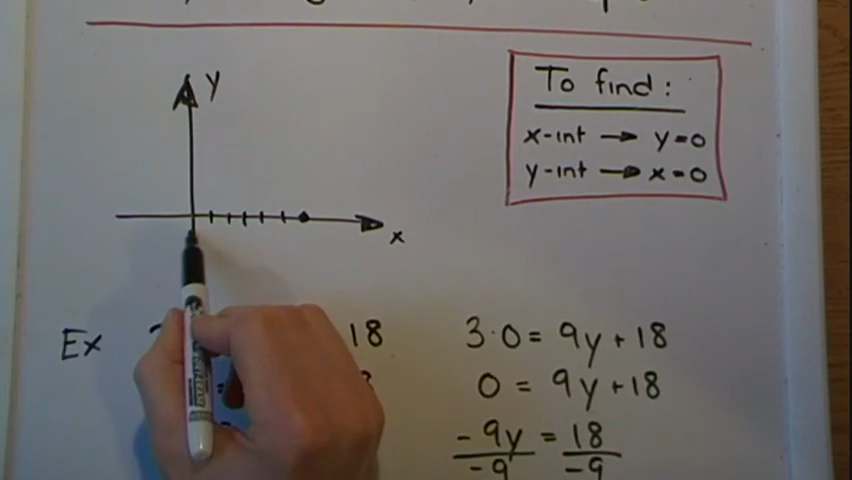 y
x
To find:
x-int → y=0
y-int → x=0
Ex
18
3·0 = 9y + 18
0 = 9y + 18
-9y = 18
-9 -9